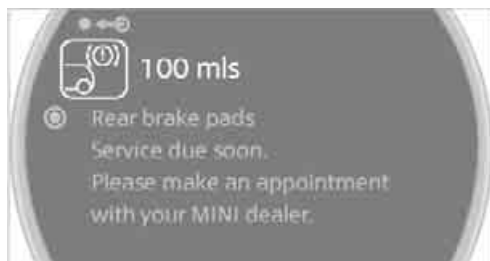 100 mls
Rear brake pads
Service due soon.
Please make an appointment
with your MINI dealer.